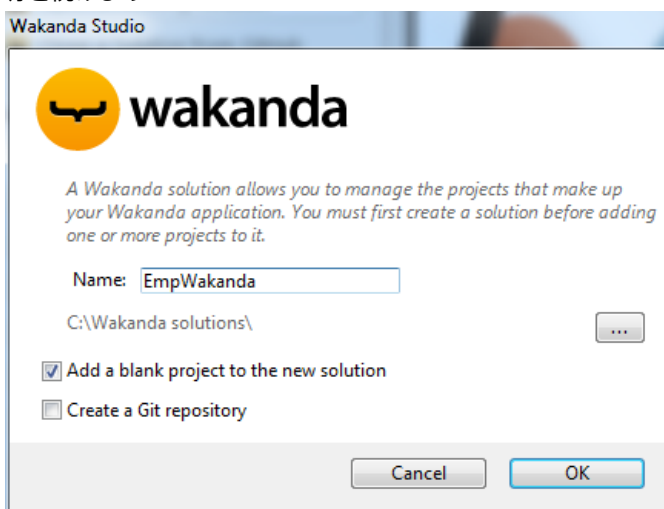 Wakanda Studio
wakanda
A Wakanda solution allows you to manage the projects that make up
your Wakanda application. You must first create a solution before adding
one or more projects to it.
Name: EmpWakanda
C:\Wakanda solutions\ ...
Add a blank project to the new solution
Create a Git repository
Cancel OK